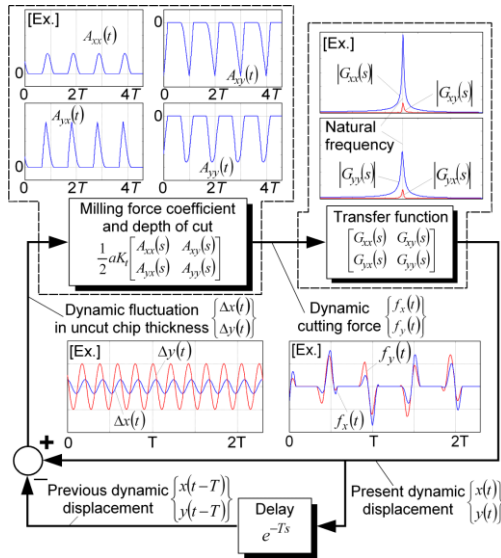 [Ex.]
A_xx(t)
0
2T
4T
A_xy(t)
0
2T
4T
A_yx(t)
0
2T
4T
A_yy(t)
0
2T
4T
[Ex.]
|G_xx(s)|
|G_xy(s)|
Natural
frequency
|G_yy(s)|
|G_yx(s)|
Milling force coefficient
and depth of cut
1/2 aK_t [A_xx(s) A_xy(s)
A_yx(s) A_yy(s)]
Transfer function
[G_xx(s) G_xy(s)
G_yx(s) G_yy(s)]
Dynamic fluctuation
in uncut chip thickness {Δx(t)
Δy(t)}
Dynamic
cutting force {f_x(t)
f_y(t)}
[Ex.]
Δy(t)
Δx(t)
0
T
2T
[Ex.]
f_y(t)
f_x(t)
0
T
2T
+
−
Previous dynamic
displacement {x(t−T)
y(t−T)}
Delay
e^−Ts
Present dynamic
displacement {x(t)
y(t)}